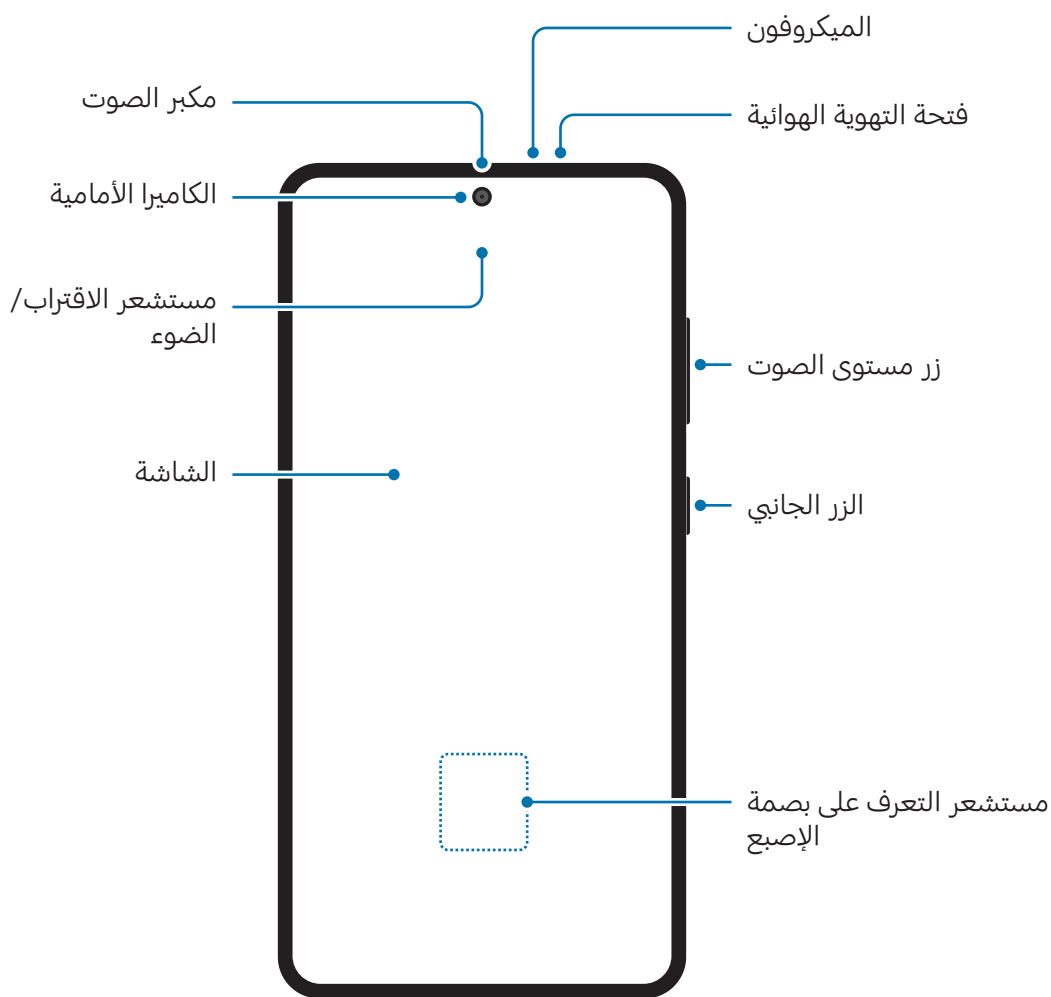 الميكروفون
فتحة التهوية الهوائية
مكبر الصوت
الكاميرا الأمامية
مستشعر الاقتراب/
الضوء
زر مستوى الصوت
الشاشة
الزر الجانبي
مستشعر التعرف على بصمة
الإصبع